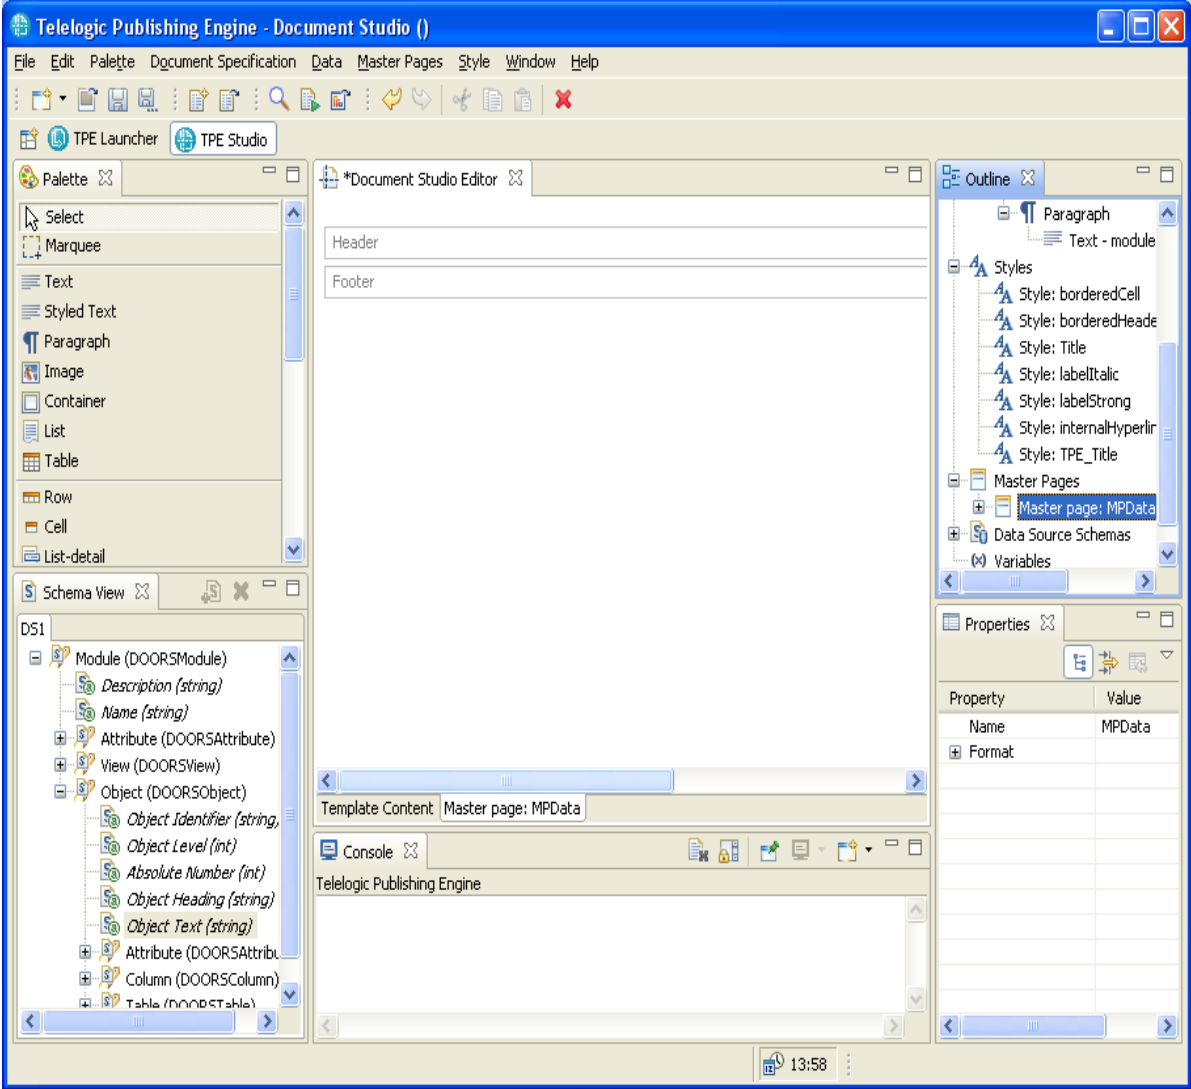 Telelogic Publishing Engine - Document Studio ()
File Edit Palette Document Specification Data Master Pages Style Window Help
TPE Launcher TPE Studio
Palette
Select
Marquee
Text
Styled Text
Paragraph
Image
Container
List
Table
Row
Cell
List-detail
Schema View
DS1
Module (DOORSModule)
Description (string)
Name (string)
Attribute (DOORSAttribute)
View (DOORSView)
Object (DOORSObject)
Object Identifier (string,
Object Level (int)
Absolute Number (int)
Object Heading (string)
Object Text (string)
Attribute (DOORSAttribu
Column (DOORSColumn)
Table (DOORSTable)
*Document Studio Editor
Header
Footer
Template Content Master page: MPData
Console
Telelogic Publishing Engine
Outline
Paragraph
Text - module
Styles
Style: borderedCell
Style: borderedHeade
Style: Title
Style: labelItalic
Style: labelStrong
Style: internalHyperlin
Style: TPE_Title
Master Pages
Master page: MPData
Data Source Schemas
(x) Variables
Properties
Property Value
Name MPData
Format
13:58